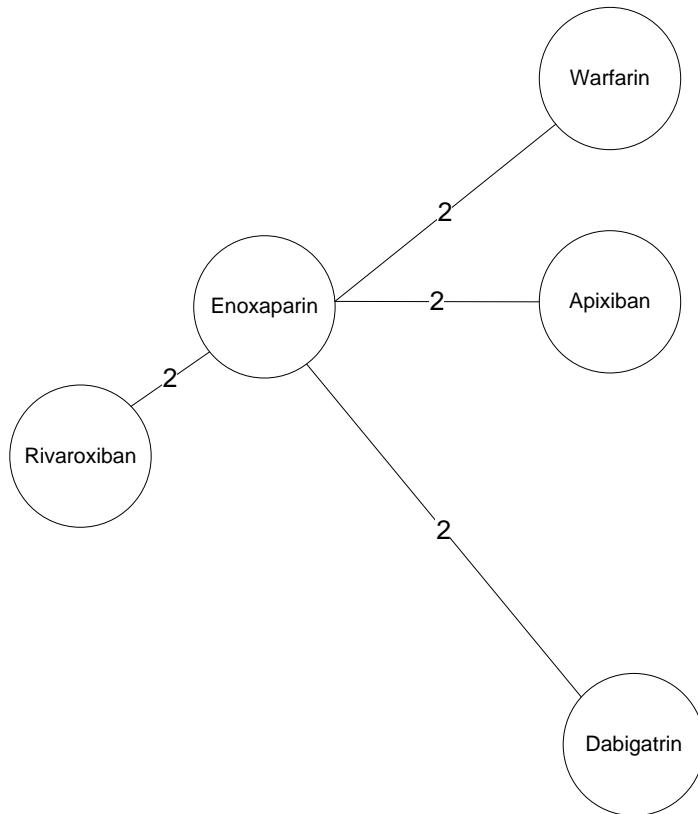 Warfarin
2
Enoxaparin
2
Apixiban
2
Rivaroxiban
2
Dabigatrin